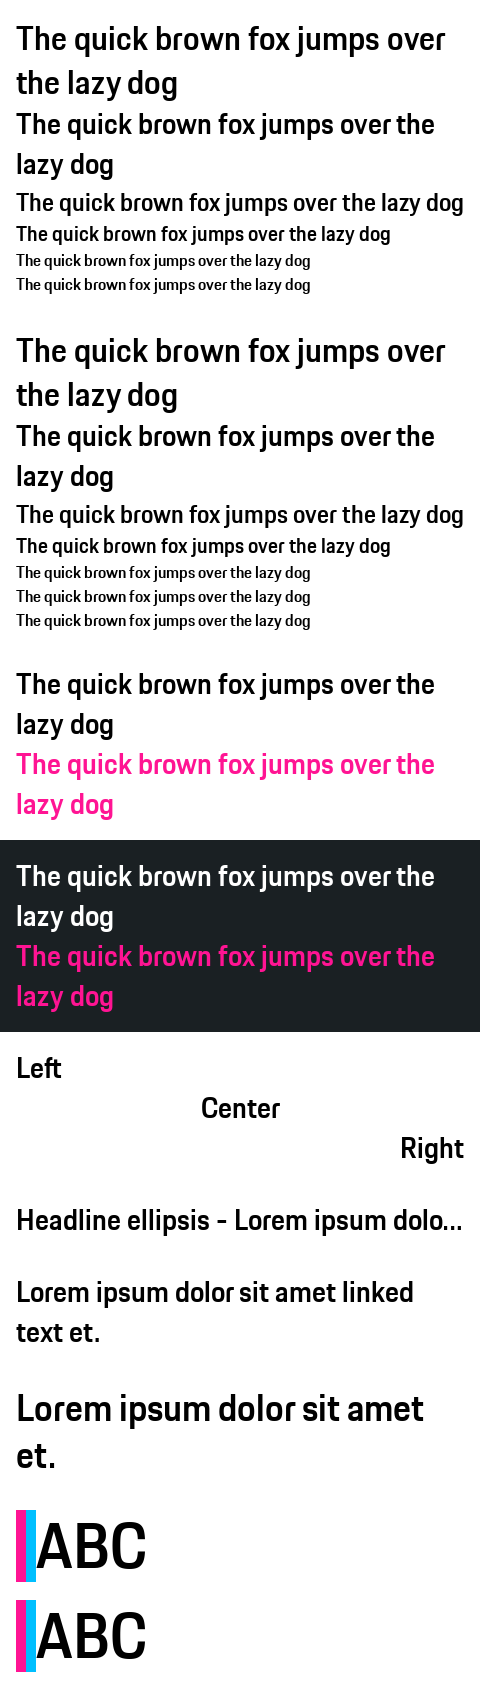 The quick brown fox jumps over
the lazy dog
The quick brown fox jumps over the
lazy dog
The quick brown fox jumps over the lazy dog
The quick brown fox jumps over the lazy dog
The quick brown fox jumps over the lazy dog
The quick brown fox jumps over the lazy dog
The quick brown fox jumps over
the lazy dog
The quick brown fox jumps over the
lazy dog
The quick brown fox jumps over the lazy dog
The quick brown fox jumps over the lazy dog
The quick brown fox jumps over the lazy dog
The quick brown fox jumps over the lazy dog
The quick brown fox jumps over the lazy dog
The quick brown fox jumps over the
lazy dog
The quick brown fox jumps over the
lazy dog
The quick brown fox jumps over the
lazy dog
The quick brown fox jumps over the
lazy dog
Left
Center
Right
Headline ellipsis - Lorem ipsum dolo...
Lorem ipsum dolor sit amet linked
text et.
Lorem ipsum dolor sit amet
et.
ABC
ABC